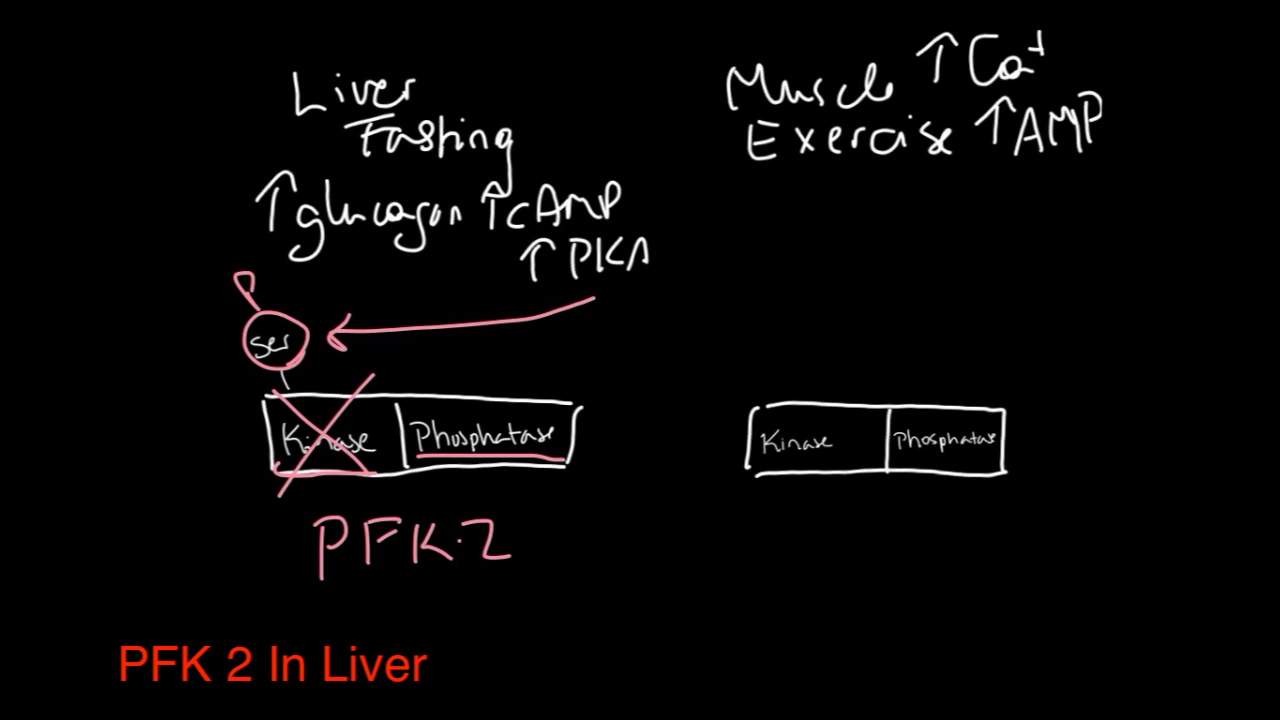 Liver
Fasting
↑glucagon ↑cAMP
↑PKA
ser
Kinase Phosphatase
PFK-2
Muscle ↑Ca+
Exercise ↑AMP
Kinase Phosphatase
PFK 2 In Liver